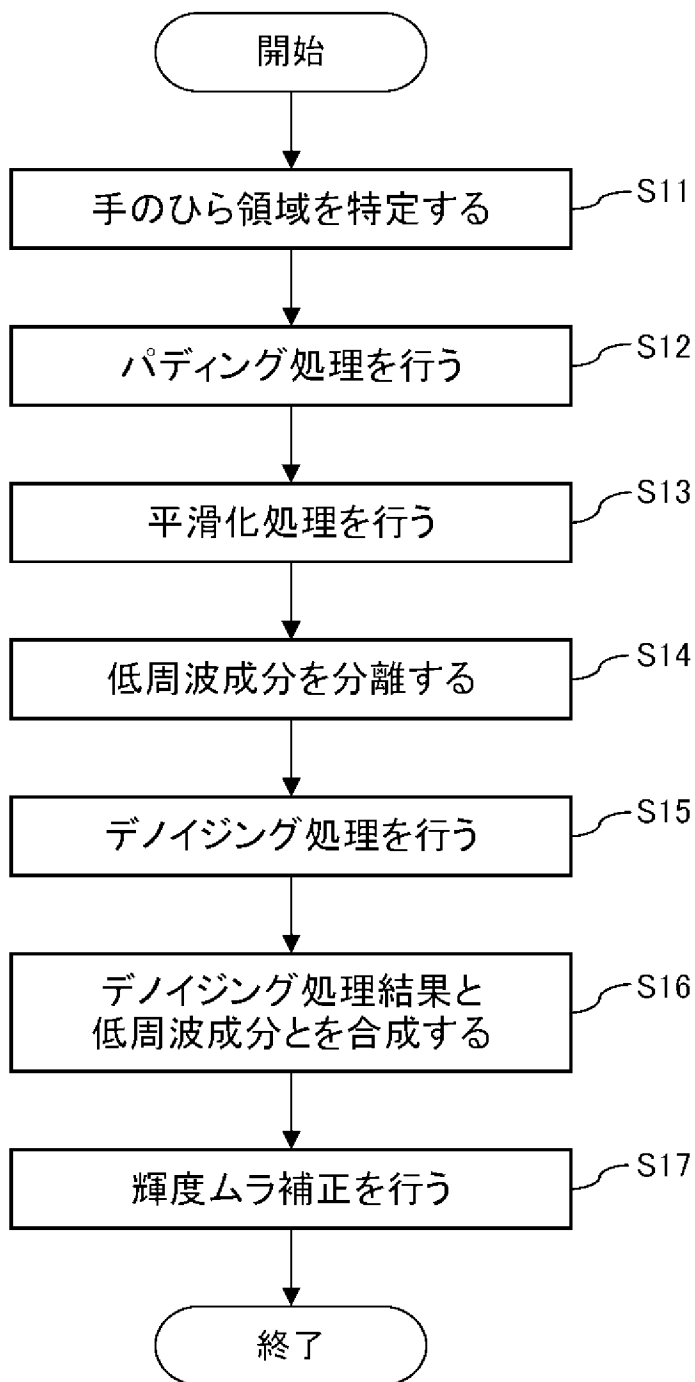 開始
手のひら領域を特定する
S11
パディング処理を行う
S12
平滑化処理を行う
S13
低周波成分を分離する
S14
デノイジング処理を行う
S15
デノイジング処理結果と
低周波成分とを合成する
S16
輝度ムラ補正を行う
S17
終了